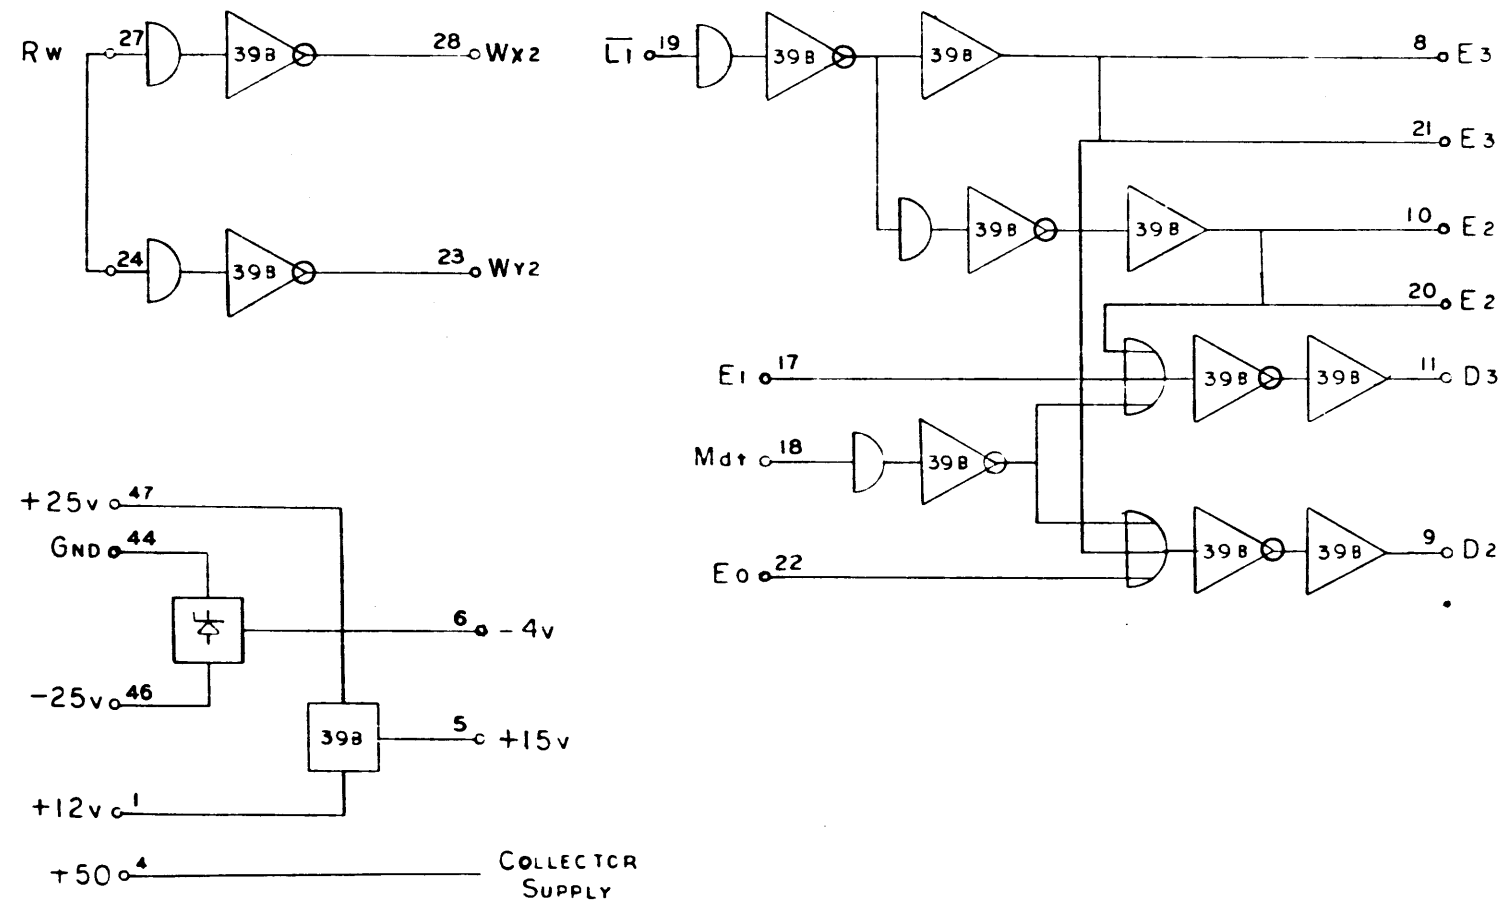 RW 27 39B 28 WX2
24 39B 23 WY2
L1 19 39B 39B 8 E3
21 E3
39B 39B 10 E2
20 E2
E1 17 39B 39B 11 D3
Mdt 18 39B
E0 22 39B 39B 9 D2
+25V 47
GND 44
6 -4V
-25V 46
39B 5 +15V
+12V 1
+50 4 COLLECTOR
SUPPLY